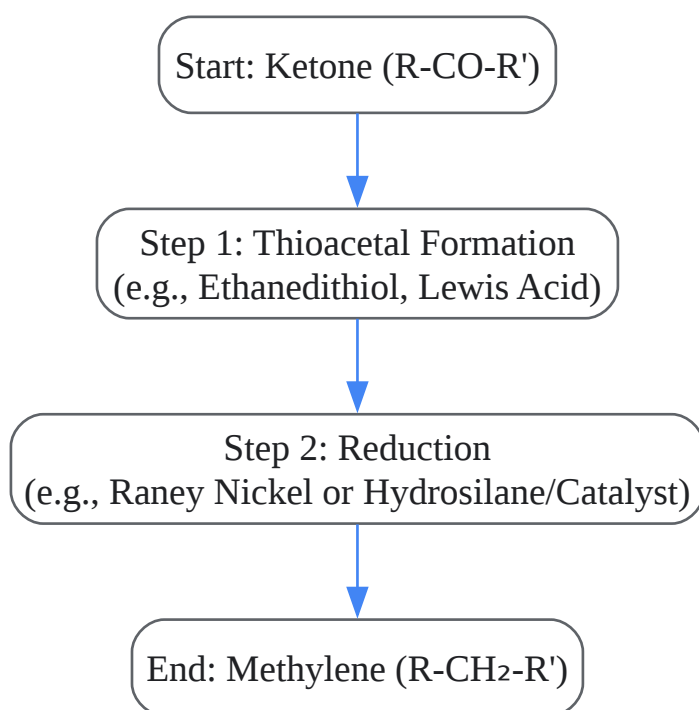 Start: Ketone (R-CO-R')
Step 1: Thioacetal Formation
(e.g., Ethanedithiol, Lewis Acid)
Step 2: Reduction
(e.g., Raney Nickel or Hydrosilane/Catalyst)
End: Methylene (R-CH₂-R')